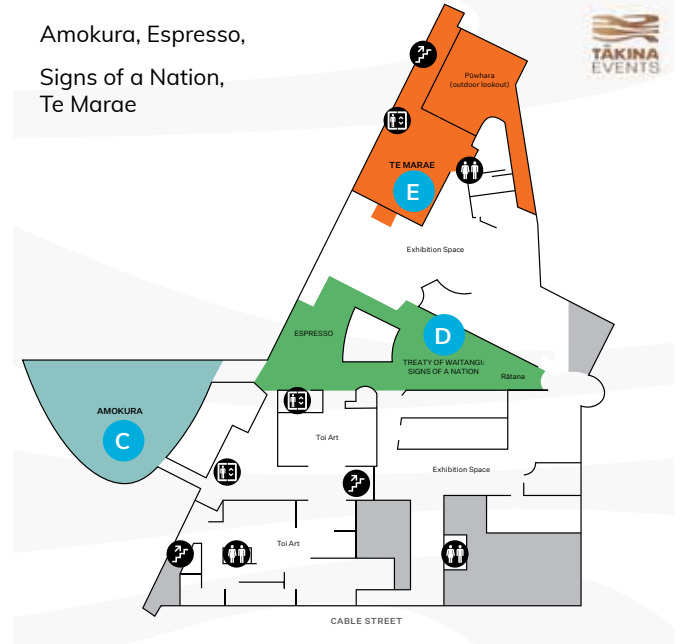 Amokura, Espresso,
Signs of a Nation,
Te Marae
TĀKINA
EVENTS
Pūwhara
(outdoor lookout)
TE MARAE
E
Exhibition Space
ESPRESSO
D
TREATY OF WAITANGI:
SIGNS OF A NATION
Rātana
AMOKURA
C
Toi Art
Exhibition Space
Toi Art
CABLE STREET